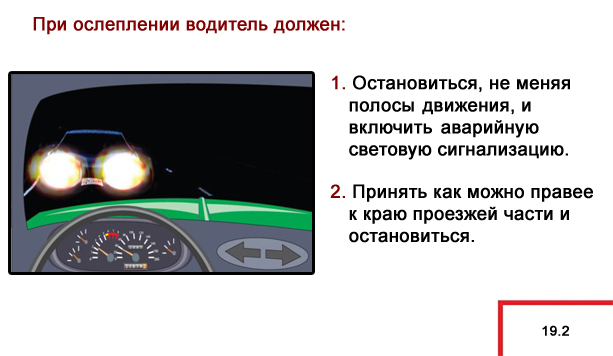 При ослеплении водитель должен:
1. Остановиться, не меняя
полосы движения, и
включить аварийную
световую сигнализацию.
2. Принять как можно правее
к краю проезжей части и
остановиться.
19.2